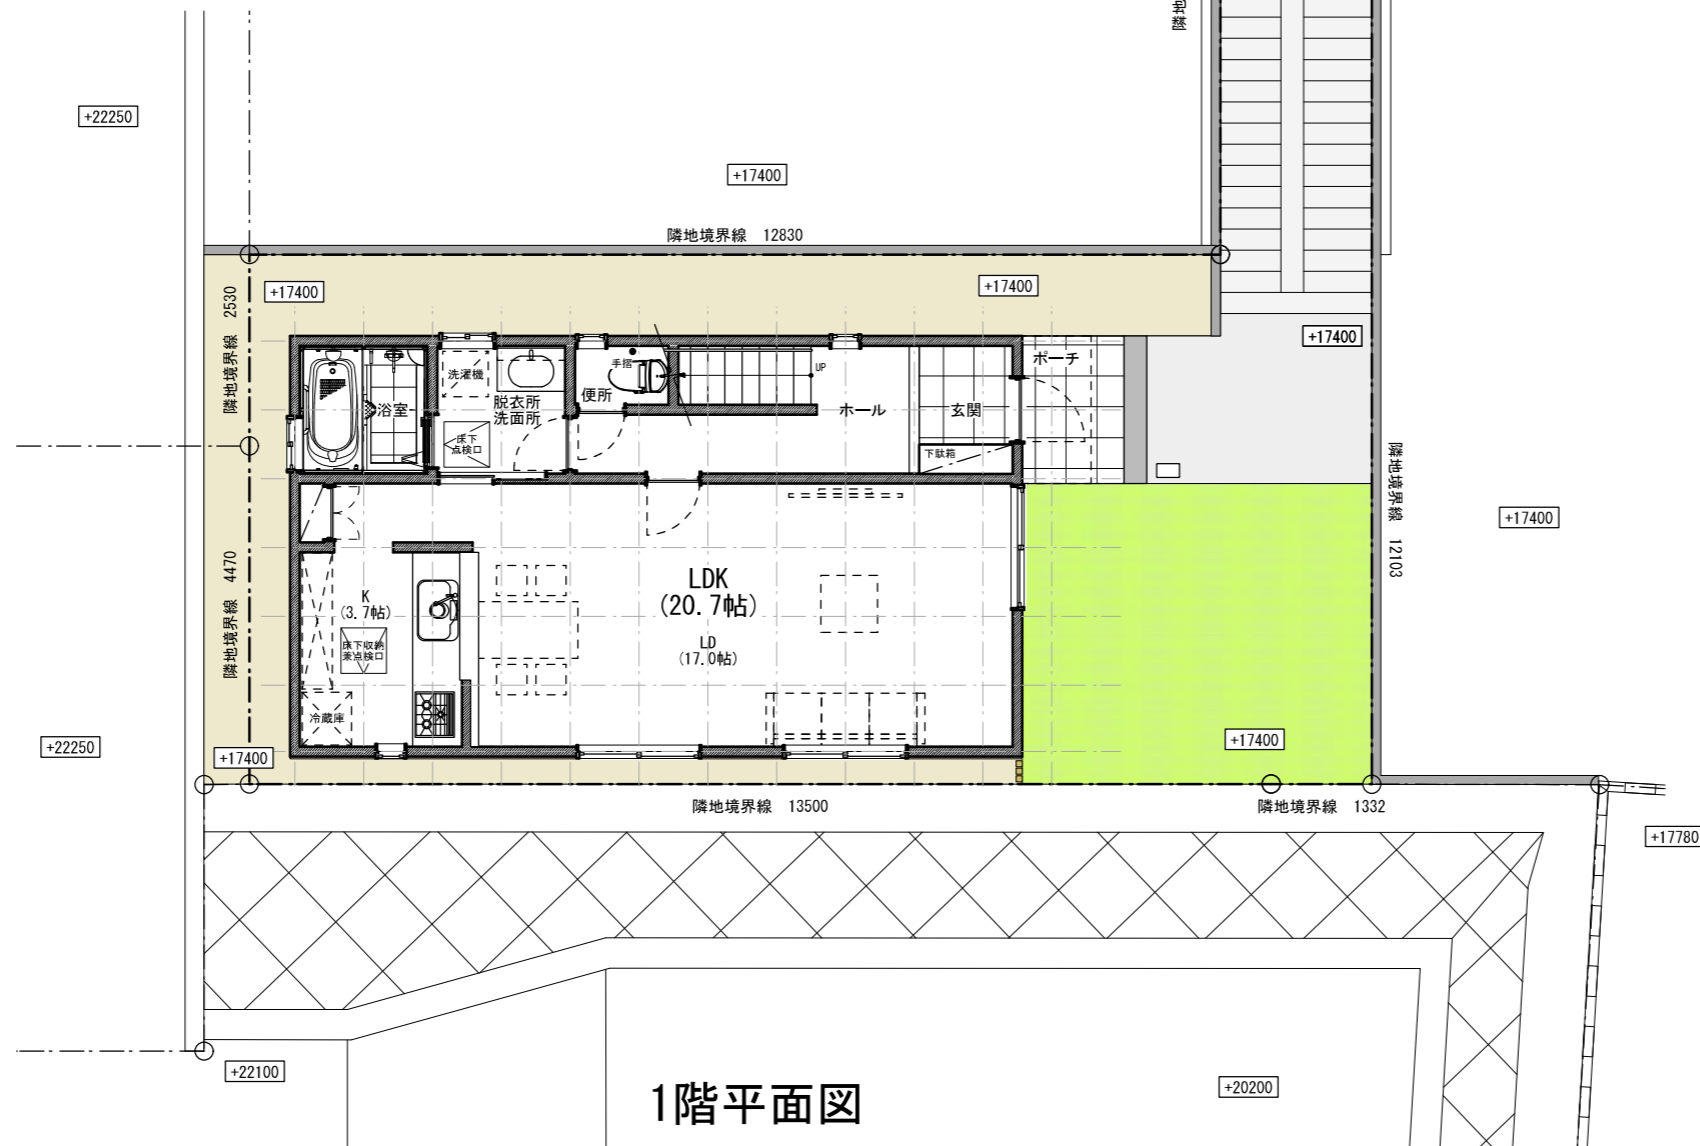 隣地
+22250
+17400
隣地境界線　12830
+17400
+17400
+17400
隣地境界線　2530
ポーチ
手摺
UP
洗濯機
便所
脱衣所
洗面所
浴室
ホール
玄関
床下
点検口
下駄箱
隣地境界線　12103
+17400
隣地境界線　4470
LDK
(20.7帖)
K
(3.7帖)
LD
(17.0帖)
床下収納
兼点検口
冷蔵庫
+22250
+17400
+17400
隣地境界線　13500
隣地境界線　1332
+17780
+22100
1階平面図
+20200